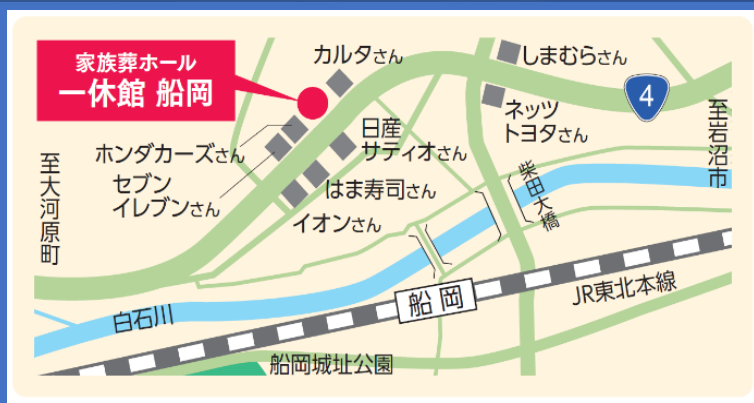 家族葬ホール
一休館 船岡
カルタさん
しまむらさん
4
ネッツ
トヨタさん
至岩沼市
日産
サティオさん
ホンダカーズさん
セブン
イレブンさん
はま寿司さん
イオンさん
柴田大橋
至大河原町
白石川
船岡
JR東北本線
船岡城址公園